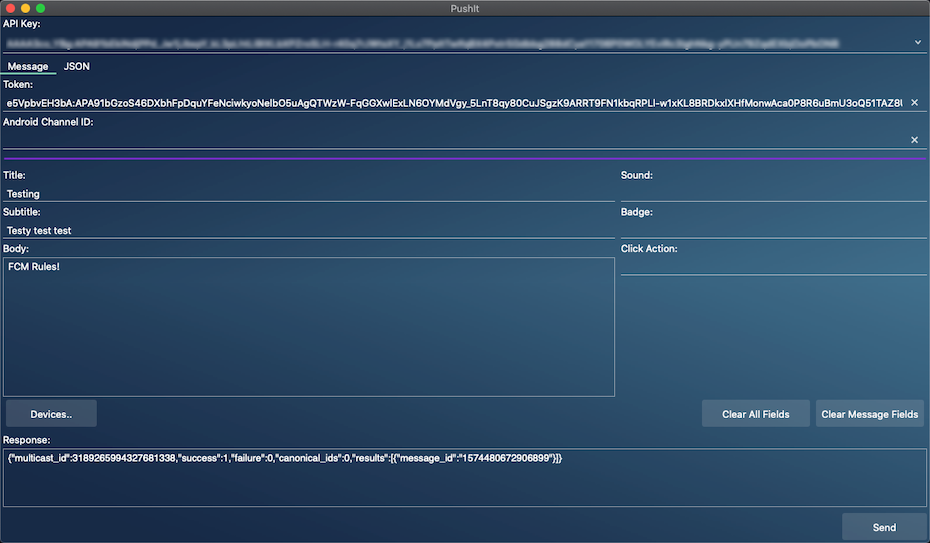 PushIt
API Key:
Message JSON
Token:
e5VpbvEH3bA:APA91bGzoS46DXbhFpDquYFeNciwkyoNelbO5uAgQTWzW-FqGGXwlExLN6OYMdVgy_5LnT8qy80CuJSgzK9ARRT9FN1kbqRPLl-w1xKL8BRDkxlXHfMonwAca0P8R6uBmU3oQ51TAZ8l
Android Channel ID:
Title: Sound:
Testing
Subtitle: Badge:
Testy test test
Body: Click Action:
FCM Rules!
Devices.. Clear All Fields Clear Message Fields
Response:
{"multicast_id":3189265994327681338,"success":1,"failure":0,"canonical_ids":0,"results":[{"message_id":"1574480672906899"}]}
Send